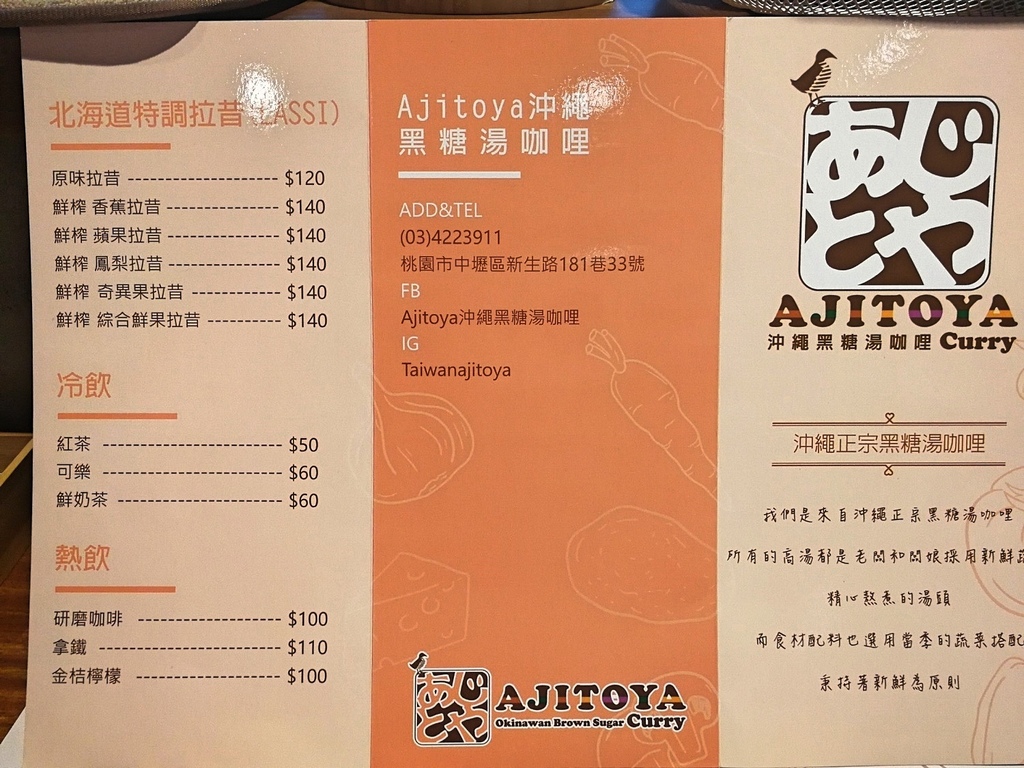 北海道特調拉昔 (LASSI)
原味拉昔 ---------------------- $120
鮮榨 香蕉拉昔 ----------------- $140
鮮榨 蘋果拉昔 ----------------- $140
鮮榨 鳳梨拉昔 ----------------- $140
鮮榨 奇異果拉昔 ------------- $140
鮮榨 綜合鮮果拉昔 ----------- $140
冷飲
紅茶 -------------------------- $50
可樂 --------------------------- $60
鮮奶茶 ------------------------ $60
熱飲
研磨咖啡 --------------------- $100
拿鐵 --------------------------- $110
金桔檸檬 --------------------- $100
Ajitoya沖繩
黑糖湯咖哩
ADD&TEL
(03)4223911
桃園市中壢區新生路181巷33號
FB
Ajitoya沖繩黑糖湯咖哩
IG
Taiwanajitoya
あじとや
AJITOYA
Okinawan Brown Sugar Curry
あじとや
AJITOYA
沖繩黑糖湯咖哩 Curry
沖繩正宗黑糖湯咖哩
我們是來自沖繩正宗黑糖湯咖哩
所有的高湯都是老闆和闆娘採用新鮮蔬
精心熬煮的湯頭
而食材配料也選用當季的蔬菜搭配
秉持著新鮮為原則